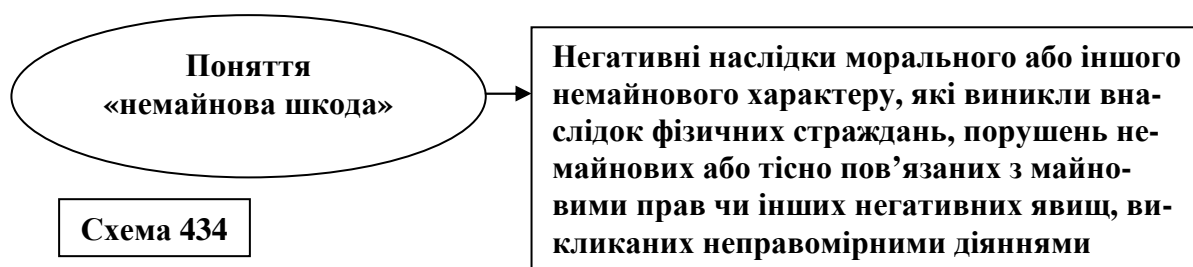 Поняття
«немайнова шкода»
Схема 434
Негативні наслідки морального або іншого
немайнового характеру, які виникли вна-
слідок фізичних страждань, порушень не-
майнових або тісно пов’язаних з майно-
вими прав чи інших негативних явищ, ви-
кликаних неправомірними діяннями